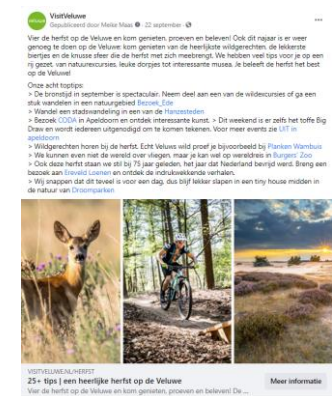 VisitVeluwe
Gepubliceerd door Meike Maas · 22 september ·
Vier de herfst op de Veluwe en kom genieten, proeven en beleven! Ook dit najaar is er weer
genoeg te doen op de Veluwe: kom genieten van de heerlijkste wildgerechten, de lekkerste
biertjes en de knusse sfeer die de herfst met zich meebrengt. We hebben veel tips voor je op een
rij gezet, van natuurexcursies, leuke dorpjes tot interessante musea. Je beleeft de herfst het best
op de Veluwe!
Onze acht toptips:
> De bronstijd in september is spectaculair. Neem deel aan een van de wildexcursies of ga een
stuk wandelen in een natuurgebied Bezoek_Ede
> Wandel een stadswandeling in een van de Hanzesteden
> Bezoek CODA in Apeldoorn en ontdek interessante kunst. > Dit weekend is er zelfs het toffe Big
Draw en wordt iedereen uitgenodigd om te komen tekenen. Voor meer events zie UIT in
apeldoorn
> Wildgerechten horen bij de herfst. Echt Veluws wild proef je bijvoorbeeld bij Planken Wambuis
> We kunnen even niet de wereld over vliegen, maar je kan wel op wereldreis in Burgers' Zoo
> Ook deze herfst staan we stil bij 75 jaar geleden, het jaar dat Nederland bevrijd werd. Breng een
bezoek aan Ereveld Loenen en ontdek de indrukwekkende verhalen.
> Wij snappen dat dit teveel is voor een dag, dus blijf lekker slapen in een tiny house midden in
de natuur van Droomparken
VISITVELUWE.NL/HERFST
25+ tips | een heerlijke herfst op de Veluwe
Meer informatie
Vier de herfst op de Veluwe en kom genieten, proeven en beleven! De ...